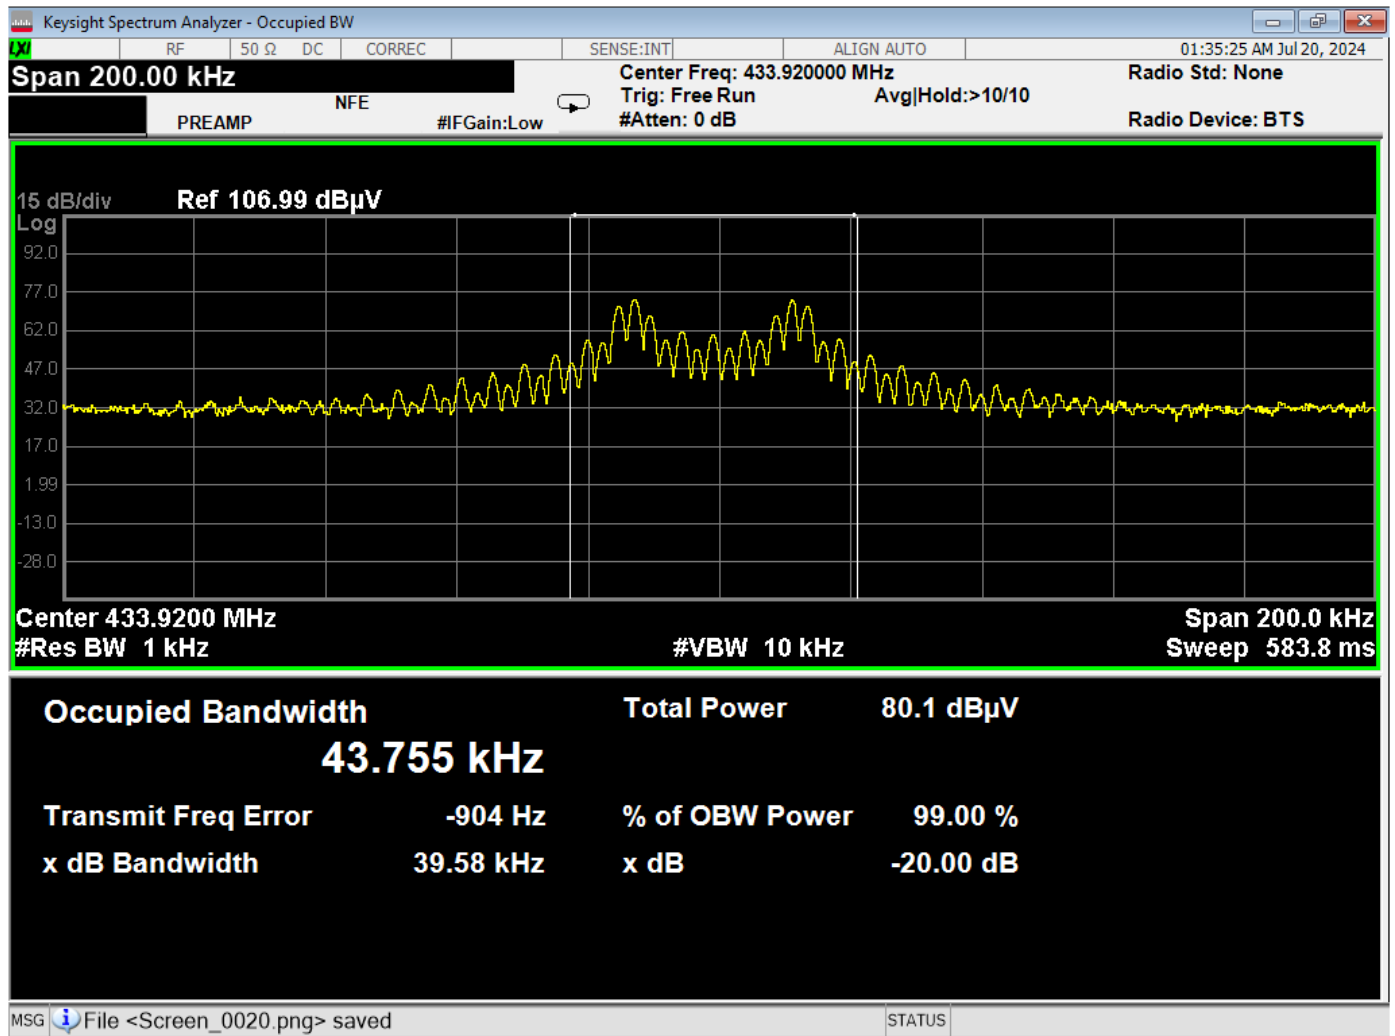 Keysight Spectrum Analyzer - Occupied BW
LXI RF 50 Ω DC CORREC SENSE:INT ALIGN AUTO 01:35:25 AM Jul 20, 2024
Span 200.00 kHz
Center Freq: 433.920000 MHz Radio Std: None
NFE Trig: Free Run Avg|Hold:>10/10
PREAMP #IFGain:Low #Atten: 0 dB Radio Device: BTS
15 dB/div Ref 106.99 dBµV
Log
92.0
77.0
62.0
47.0
32.0
17.0
1.99
-13.0
-28.0
Center 433.9200 MHz Span 200.0 kHz
#Res BW 1 kHz #VBW 10 kHz Sweep 583.8 ms
Occupied Bandwidth Total Power 80.1 dBµV
43.755 kHz
Transmit Freq Error -904 Hz % of OBW Power 99.00 %
x dB Bandwidth 39.58 kHz x dB -20.00 dB
MSG File <Screen_0020.png> saved STATUS